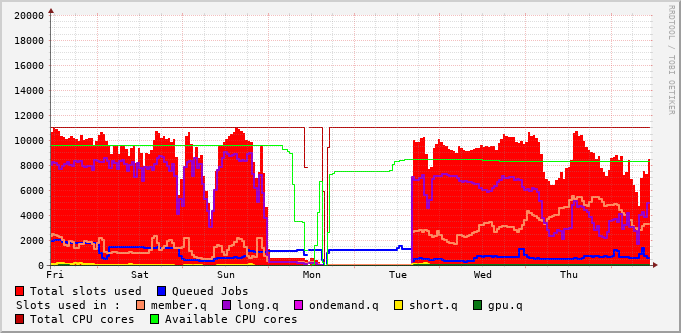 20000
18000
16000
14000
12000
10000
8000
6000
4000
2000
0
Fri Sat Sun Mon Tue Wed Thu
Total slots used Queued Jobs
Slots used in : member.q long.q ondemand.q short.q gpu.q
Total CPU cores Available CPU cores
RRDTOOL / TOBI OETIKER